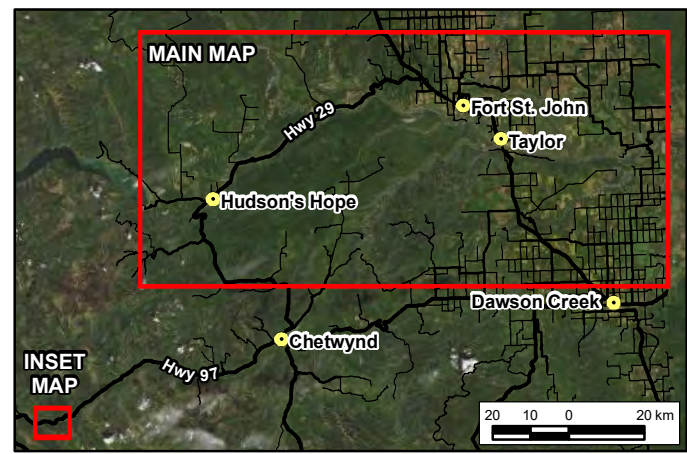 MAIN MAP
Fort St. John
Hwy 29
Taylor
Hudson's Hope
Dawson Creek
Chetwynd
INSET
MAP
Hwy 97
20 10 0 20 km